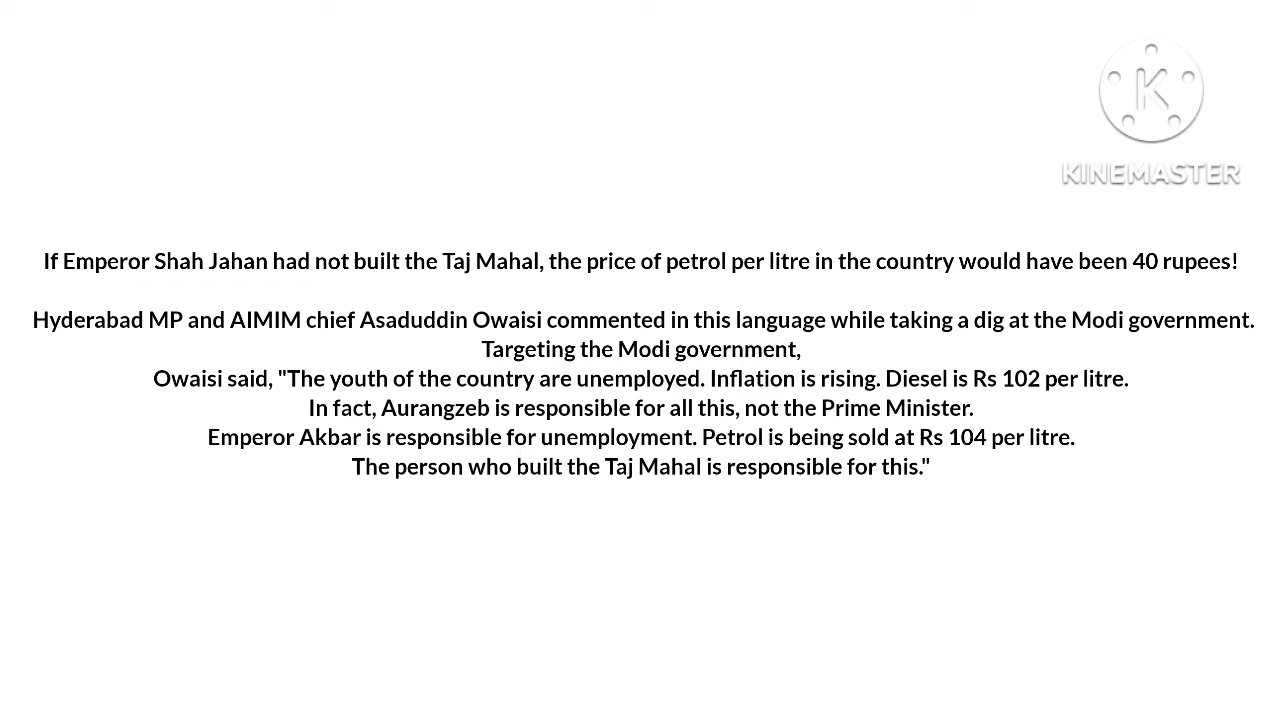 KINEMASTER
If Emperor Shah Jahan had not built the Taj Mahal, the price of petrol per litre in the country would have been 40 rupees!
Hyderabad MP and AIMIM chief Asaduddin Owaisi commented in this language while taking a dig at the Modi government.
Targeting the Modi government,
Owaisi said, "The youth of the country are unemployed. Inflation is rising. Diesel is Rs 102 per litre.
In fact, Aurangzeb is responsible for all this, not the Prime Minister.
Emperor Akbar is responsible for unemployment. Petrol is being sold at Rs 104 per litre.
The person who built the Taj Mahal is responsible for this."